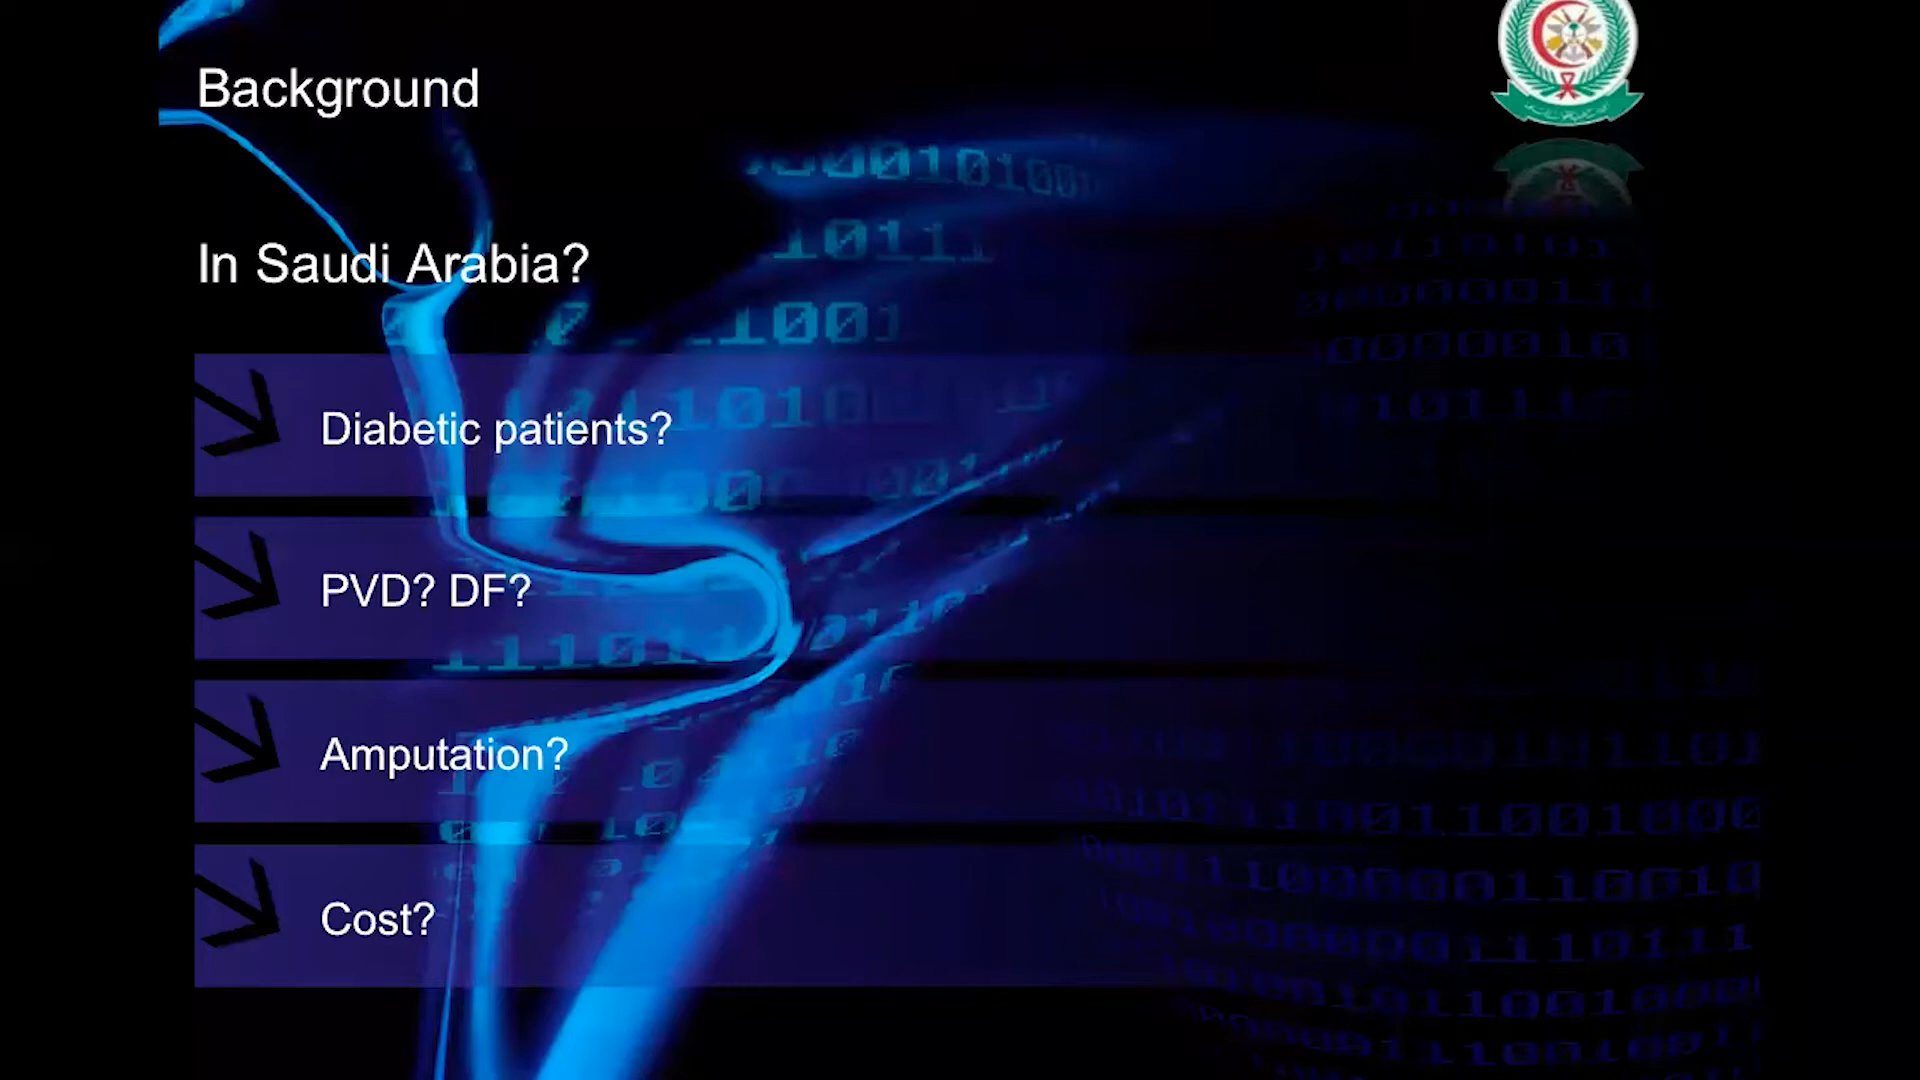 Background
In Saudi Arabia?
Diabetic patients?
PVD? DF?
Amputation?
Cost?